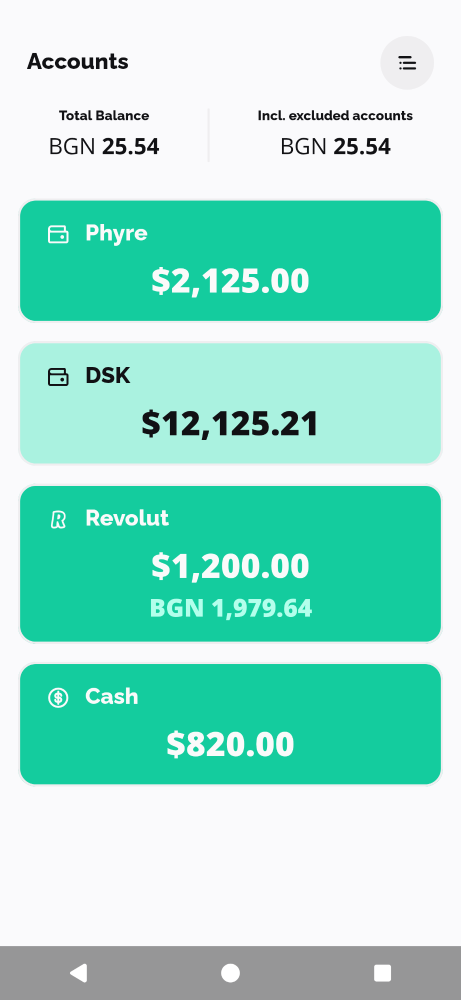 Accounts
Total Balance
BGN 25.54
Incl. excluded accounts
BGN 25.54
Phyre
$2,125.00
DSK
$12,125.21
Revolut
$1,200.00
BGN 1,979.64
Cash
$820.00